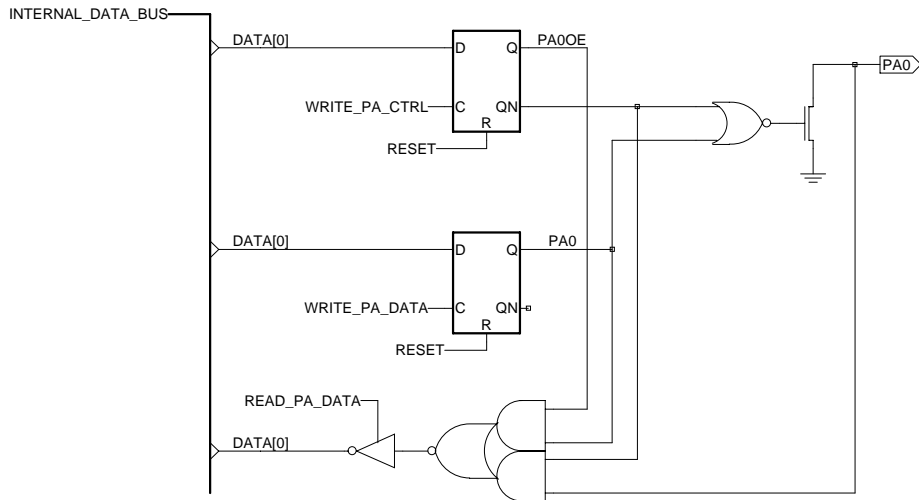 INTERNAL_DATA_BUS
DATA[0]
D
Q
PA0OE
WRITE_PA_CTRL
C
QN
R
RESET
PA0
DATA[0]
D
Q
PA0
WRITE_PA_DATA
C
QN
R
RESET
READ_PA_DATA
DATA[0]